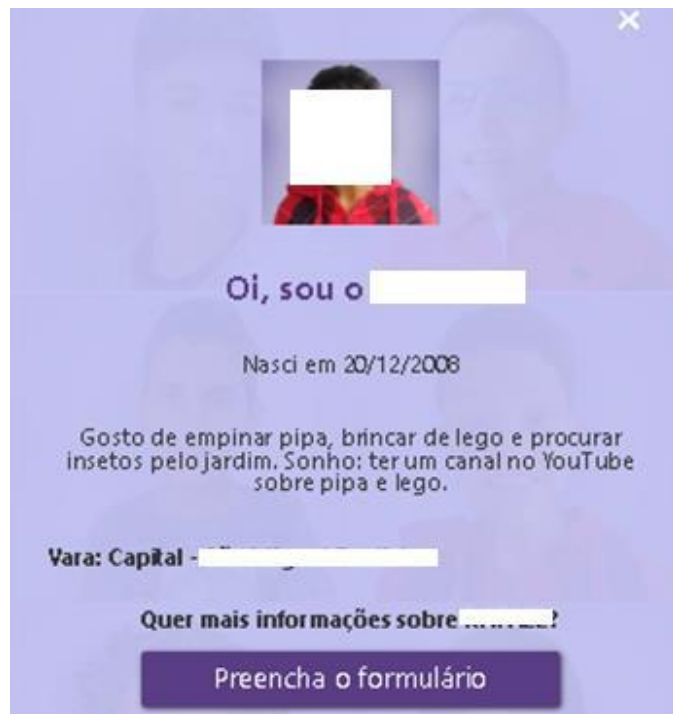 Oi, sou o
Nasci em 20/12/2008
Gosto de empinar pipa, brincar de lego e procurar
insetos pelo jardim. Sonho: ter um canal no YouTube
sobre pipa e lego.
Vara: Capital -
Quer mais informações sobre ?
Preencha o formulário